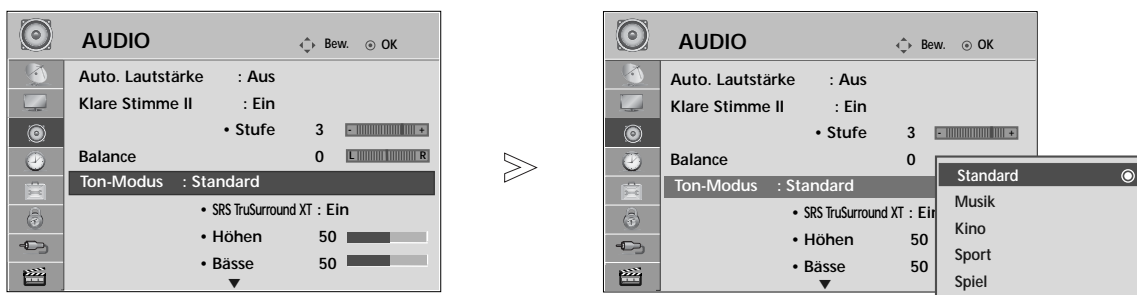 AUDIO Bew. OK
Auto. Lautstärke : Aus
Klare Stimme II : Ein
• Stufe 3 - +
Balance 0 L R
Ton-Modus : Standard
• SRS TruSurround XT : Ein
• Höhen 50
• Bässe 50
AUDIO Bew. OK
Auto. Lautstärke : Aus
Klare Stimme II : Ein
• Stufe 3 - +
Balance 0
Ton-Modus : Standard
• SRS TruSurround XT : Ein
• Höhen 50
• Bässe 50
Standard
Musik
Kino
Sport
Spiel